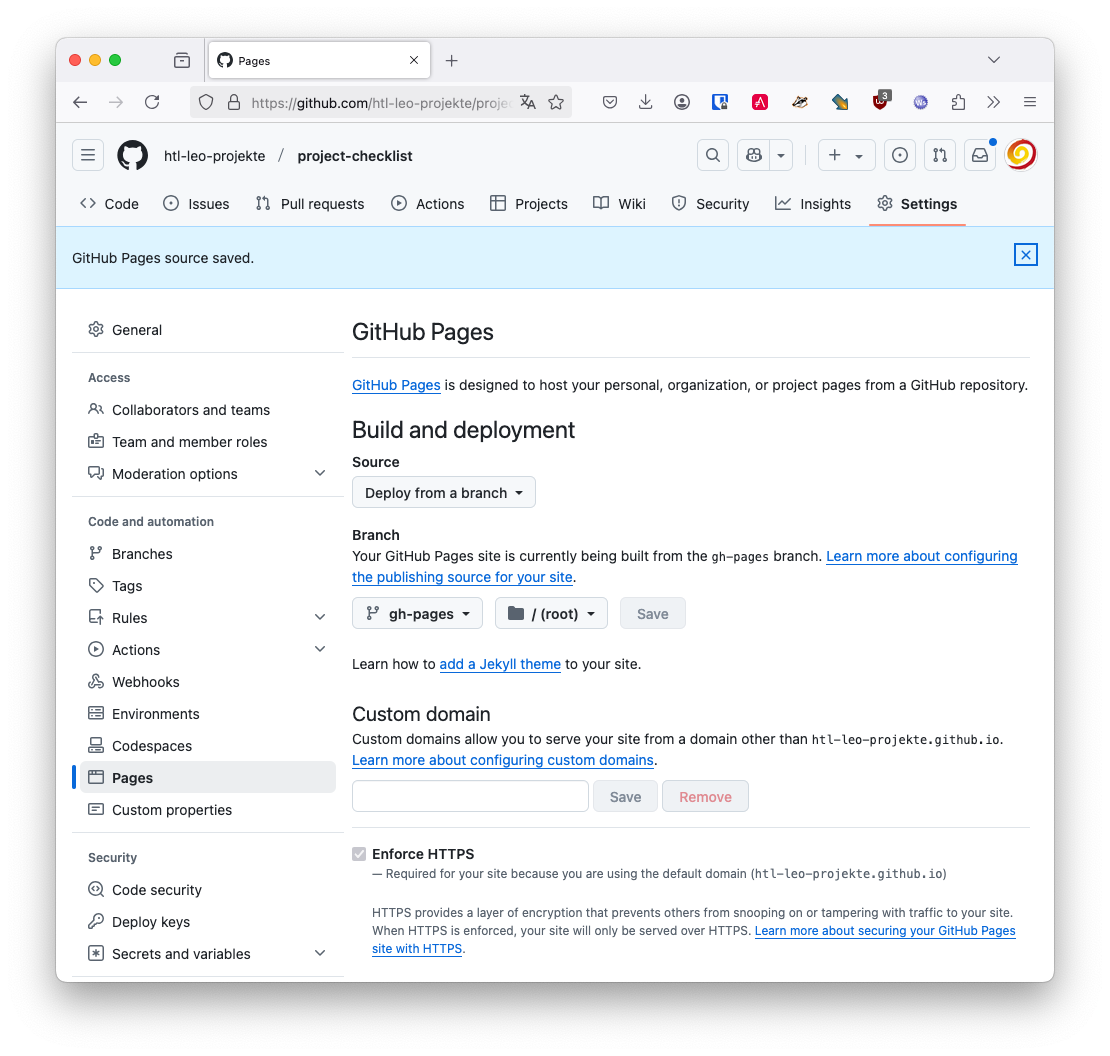 Pages
https://github.com/htl-leo-projekte/proje
3
htl-leo-projekte / project-checklist
Code Issues Pull requests Actions Projects Wiki Security Insights Settings
GitHub Pages source saved.
General
Access
Collaborators and teams
Team and member roles
Moderation options
Code and automation
Branches
Tags
Rules
Actions
Webhooks
Environments
Codespaces
Pages
Custom properties
Security
Code security
Deploy keys
Secrets and variables
GitHub Pages
GitHub Pages is designed to host your personal, organization, or project pages from a GitHub repository.
Build and deployment
Source
Deploy from a branch
Branch
Your GitHub Pages site is currently being built from the gh-pages branch. Learn more about configuring
the publishing source for your site.
gh-pages / (root) Save
Learn how to add a Jekyll theme to your site.
Custom domain
Custom domains allow you to serve your site from a domain other than htl-leo-projekte.github.io.
Learn more about configuring custom domains.
Save Remove
Enforce HTTPS
— Required for your site because you are using the default domain (htl-leo-projekte.github.io)
HTTPS provides a layer of encryption that prevents others from snooping on or tampering with traffic to your site.
When HTTPS is enforced, your site will only be served over HTTPS. Learn more about securing your GitHub Pages
site with HTTPS.